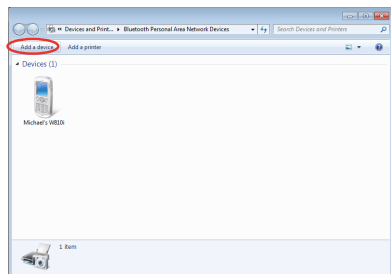 « Devices and Print... ▸ Bluetooth Personal Area Network Devices
Search Devices and Printers
Add a device
Add a printer
Devices (1)
Michael's W810i
1 item